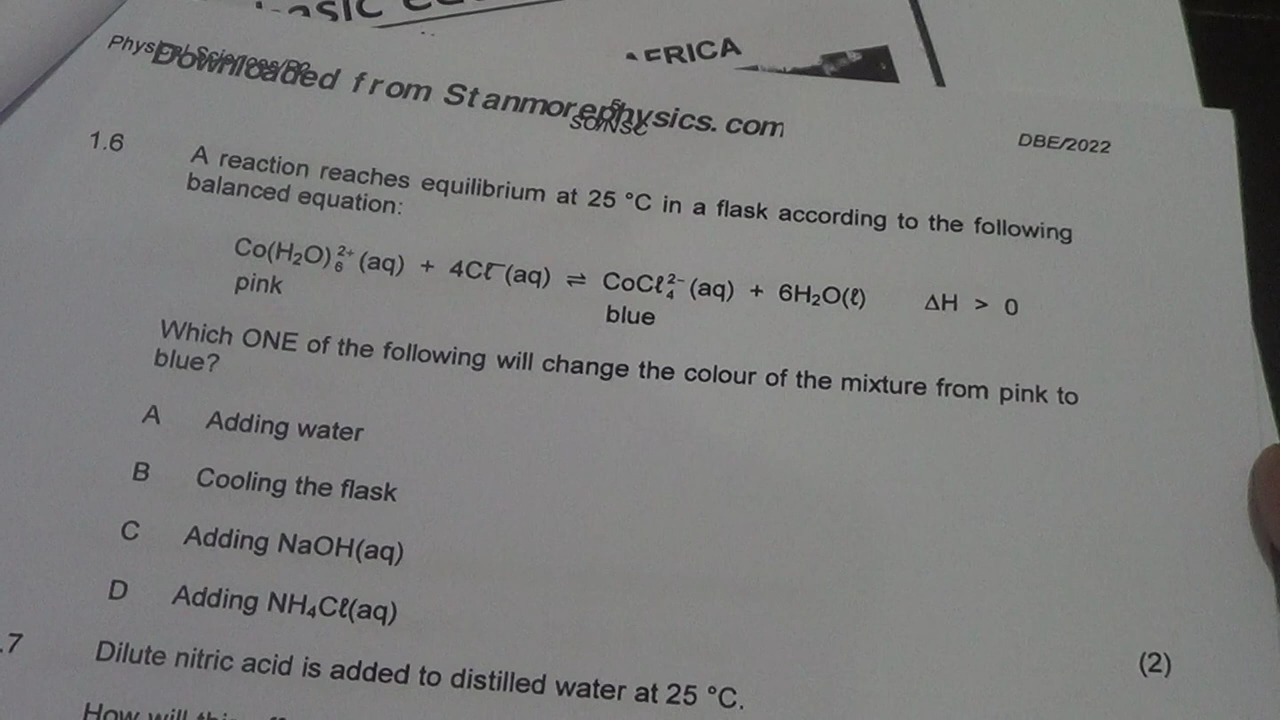 Downloaded from Stanmorephysics.com
DBE/2022
1.6 A reaction reaches equilibrium at 25 °C in a flask according to the following
balanced equation:
Co(H₂O)₆²⁺(aq) + 4Cℓ⁻(aq) ⇌ CoCℓ₄²⁻(aq) + 6H₂O(ℓ) ΔH > 0
pink blue
Which ONE of the following will change the colour of the mixture from pink to
blue?
A Adding water
B Cooling the flask
C Adding NaOH(aq)
D Adding NH₄Cℓ(aq)
(2)
.7 Dilute nitric acid is added to distilled water at 25 °C.
How will